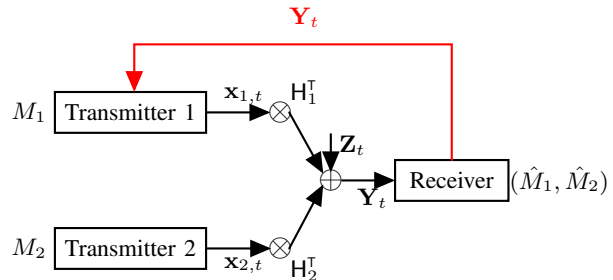 Y_t
M_1 Transmitter 1 x_{1,t} H_1^T
Z_t
Y_t Receiver (M̂_1, M̂_2)
M_2 Transmitter 2 x_{2,t} H_2^T